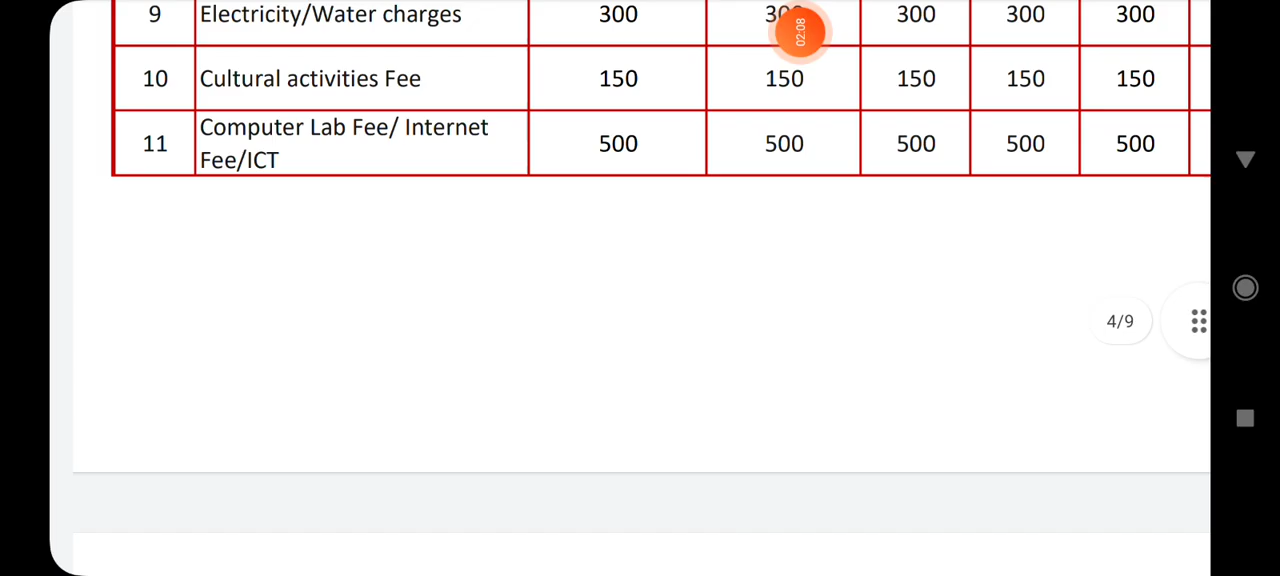 9 Electricity/Water charges 300 300 300 300
10 Cultural activities Fee 150 150 150 150 150
11 Computer Lab Fee/ Internet Fee/ICT 500 500 500 500 500
02:08
4/9